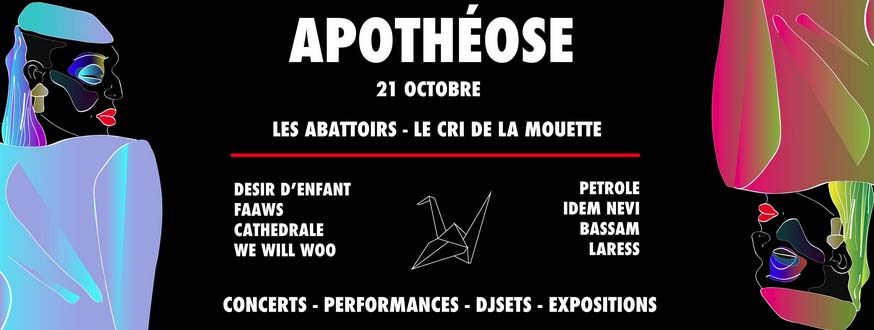 APOTHÉOSE
21 OCTOBRE
LES ABATTOIRS - LE CRI DE LA MOUETTE
DESIR D'ENFANT
FAAWS
CATHEDRALE
WE WILL WOO
PETROLE
IDEM NEVI
BASSAM
LARESS
CONCERTS - PERFORMANCES - DJSETS - EXPOSITIONS